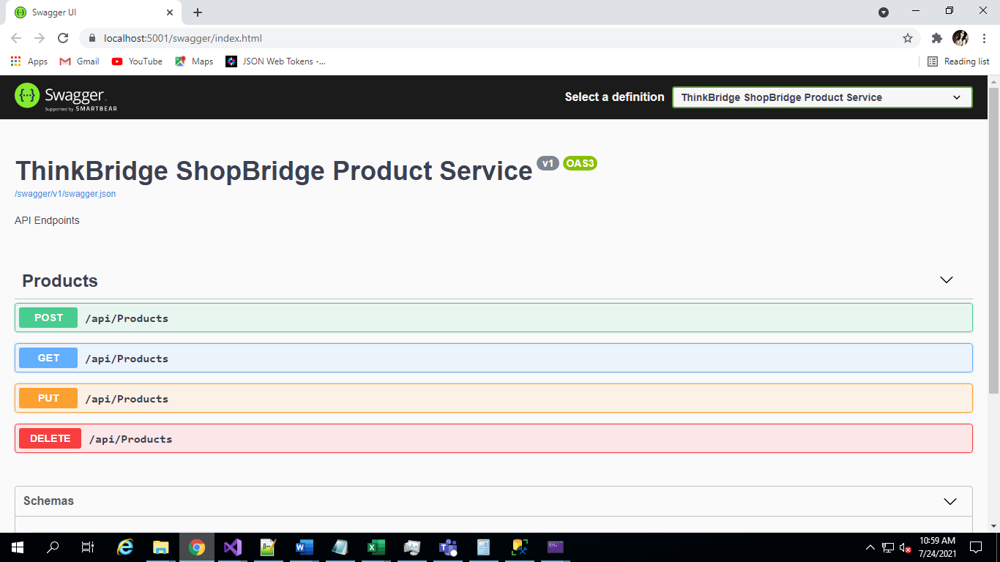 Swagger UI
localhost:5001/swagger/index.html
Apps Gmail YouTube Maps JSON Web Tokens -... Reading list
Swagger
Supported by SMARTBEAR
Select a definition ThinkBridge ShopBridge Product Service
ThinkBridge ShopBridge Product Service v1 OAS3
/swagger/v1/swagger.json
API Endpoints
Products
POST /api/Products
GET /api/Products
PUT /api/Products
DELETE /api/Products
Schemas
10:59 AM
7/24/2021